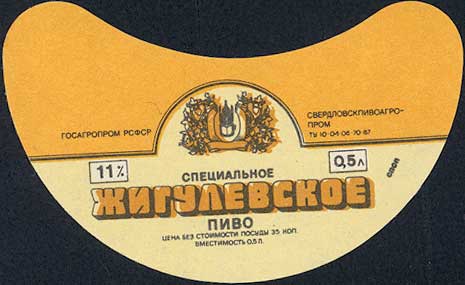 ГОСАГРОПРОМ РСФСР
СВЕРДЛОВСКПИВОАГРО-
ПРОМ
ТУ 10-04-06-70-87
11%
0,5 л
СПЕЦИАЛЬНОЕ
ЖИГУЛЕВСКОЕ
ПИВО
ЦЕНА БЕЗ СТОИМОСТИ ПОСУДЫ 35 КОП.
ВМЕСТИМОСТЬ 0,5 Л.